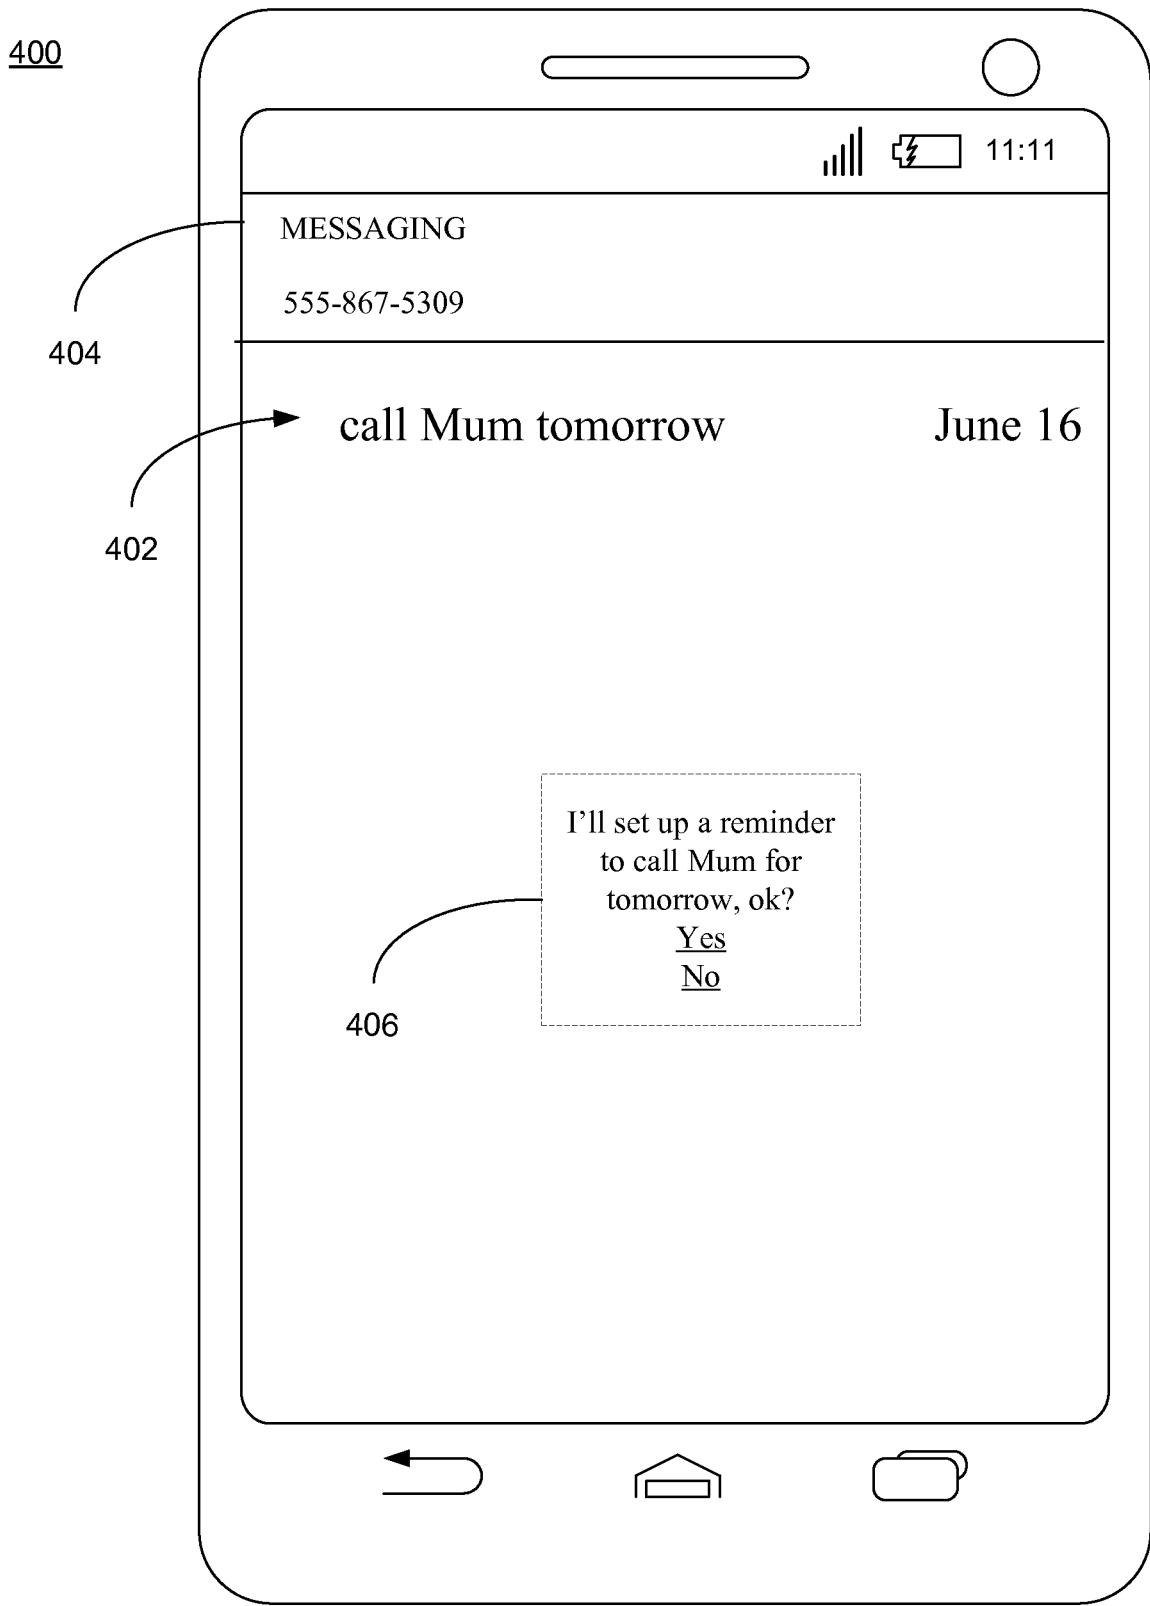 400
11:11
MESSAGING
555-867-5309
404
call Mum tomorrow June 16
402
I’ll set up a reminder
to call Mum for
tomorrow, ok?
Yes
No
406